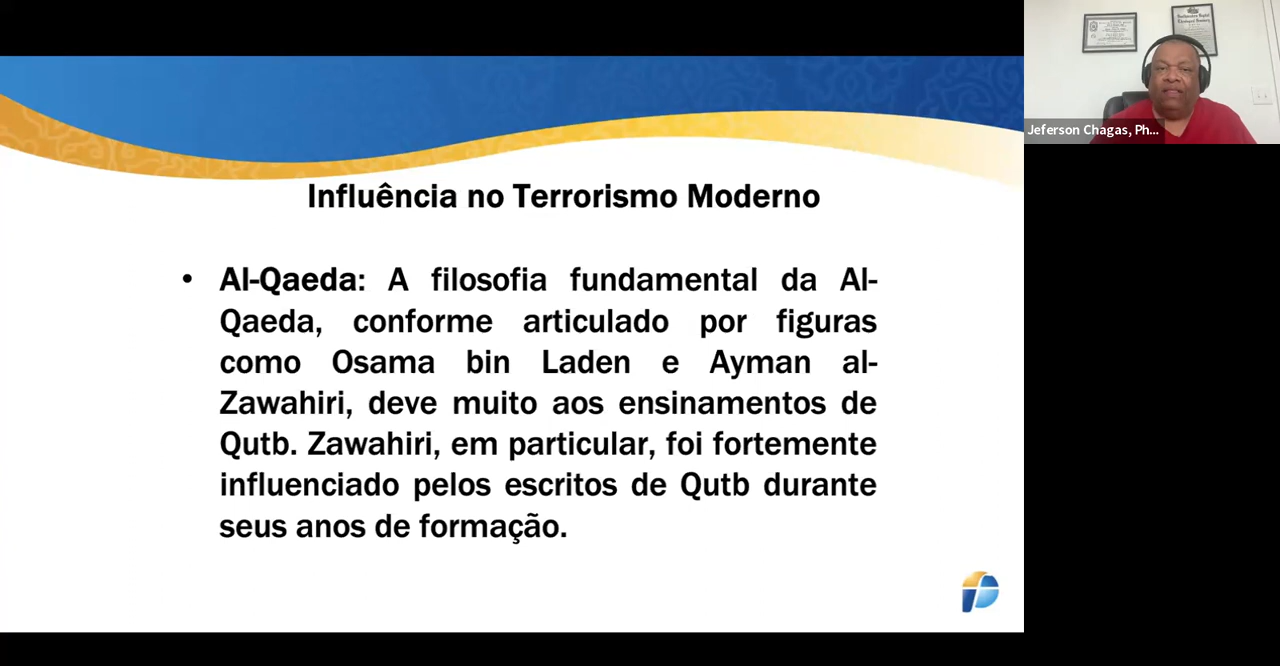 Influência no Terrorismo Moderno
• Al-Qaeda: A filosofia fundamental da Al-
Qaeda, conforme articulado por figuras
como Osama bin Laden e Ayman al-
Zawahiri, deve muito aos ensinamentos de
Qutb. Zawahiri, em particular, foi fortemente
influenciado pelos escritos de Qutb durante
seus anos de formação.
Jeferson Chagas, Ph...